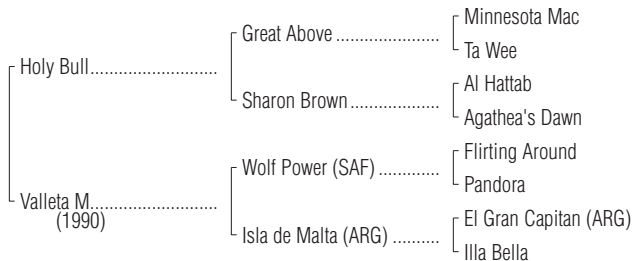 Minnesota Mac
Great Above ..................
Ta Wee
Holy Bull......................
Al Hattab
Sharon Brown ...............
Agathea's Dawn
Flirting Around
Wolf Power (SAF) ............
Pandora
Valleta M......................
(1990)
El Gran Capitan (ARG)
Isla de Malta (ARG) ..........
Illa Bella